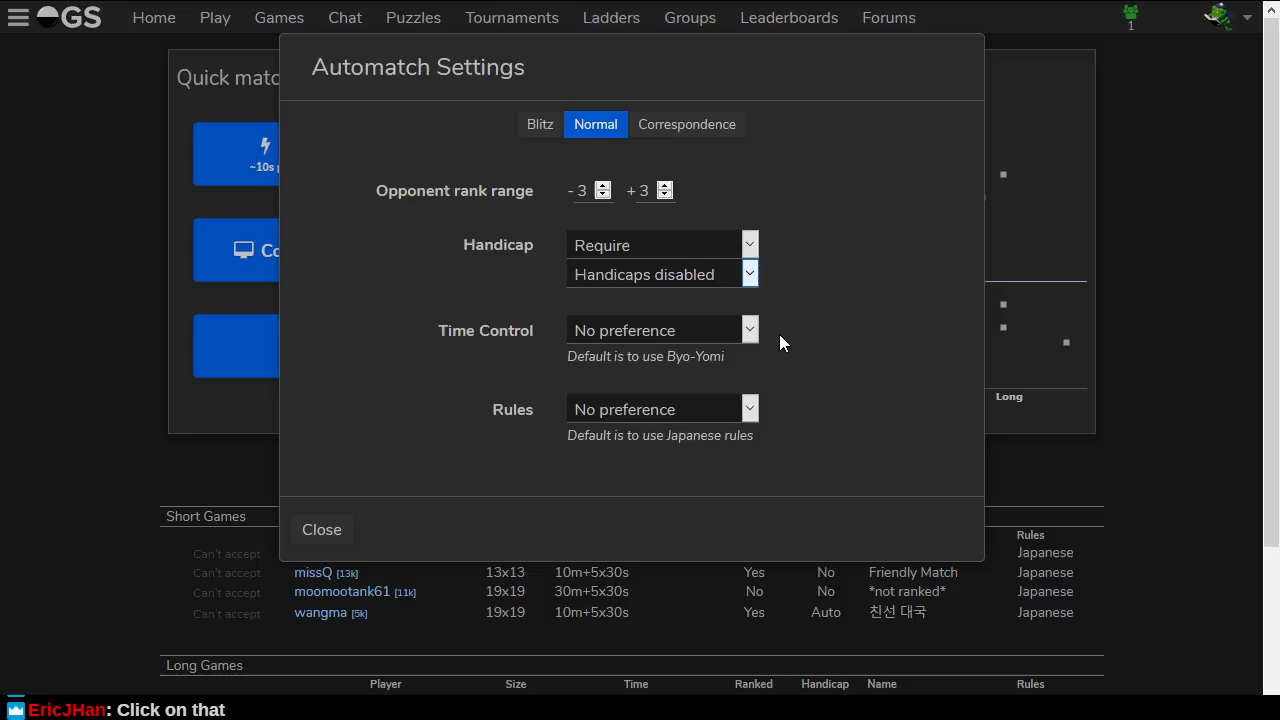 OGS Home Play Games Chat Puzzles Tournaments Ladders Groups Leaderboards Forums 1
Quick matc
Automatch Settings
Blitz Normal Correspondence
~10s
Opponent rank range - 3 + 3
Handicap Require
Handicaps disabled
Co
Time Control No preference
Default is to use Byo-Yomi
Long
Rules No preference
Default is to use Japanese rules
Close
Short Games
Rules
Can't accept Japanese
Can't accept missQ [13k] 13x13 10m+5x30s Yes No Friendly Match Japanese
Can't accept moomootank61 [11k] 19x19 30m+5x30s No No *not ranked* Japanese
Can't accept wangma [5k] 19x19 10m+5x30s Yes Auto 친선 대국 Japanese
Long Games
Player Size Time Ranked Handicap Name Rules
EricJHan: Click on that